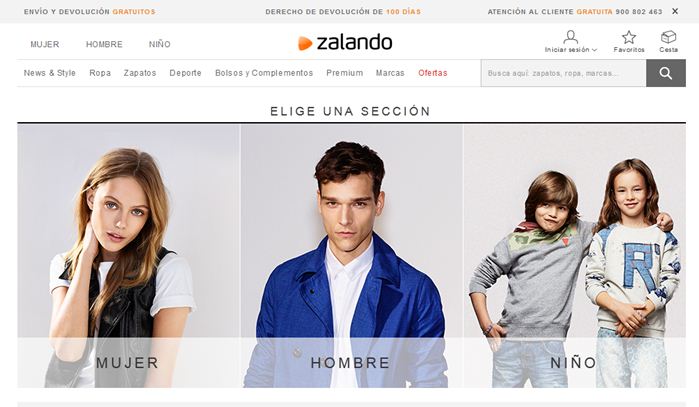 ENVÍO Y DEVOLUCIÓN GRATUITOS
DERECHO DE DEVOLUCIÓN DE 100 DÍAS
ATENCIÓN AL CLIENTE GRATUITA 900 802 463 ✕
MUJER HOMBRE NIÑO
zalando
Iniciar sesión
Favoritos
Cesta
News & Style Ropa Zapatos Deporte Bolsos y Complementos Premium Marcas Ofertas
Busca aquí: zapatos, ropa, marcas...
ELIGE UNA SECCIÓN
R
MUJER
HOMBRE
NIÑO